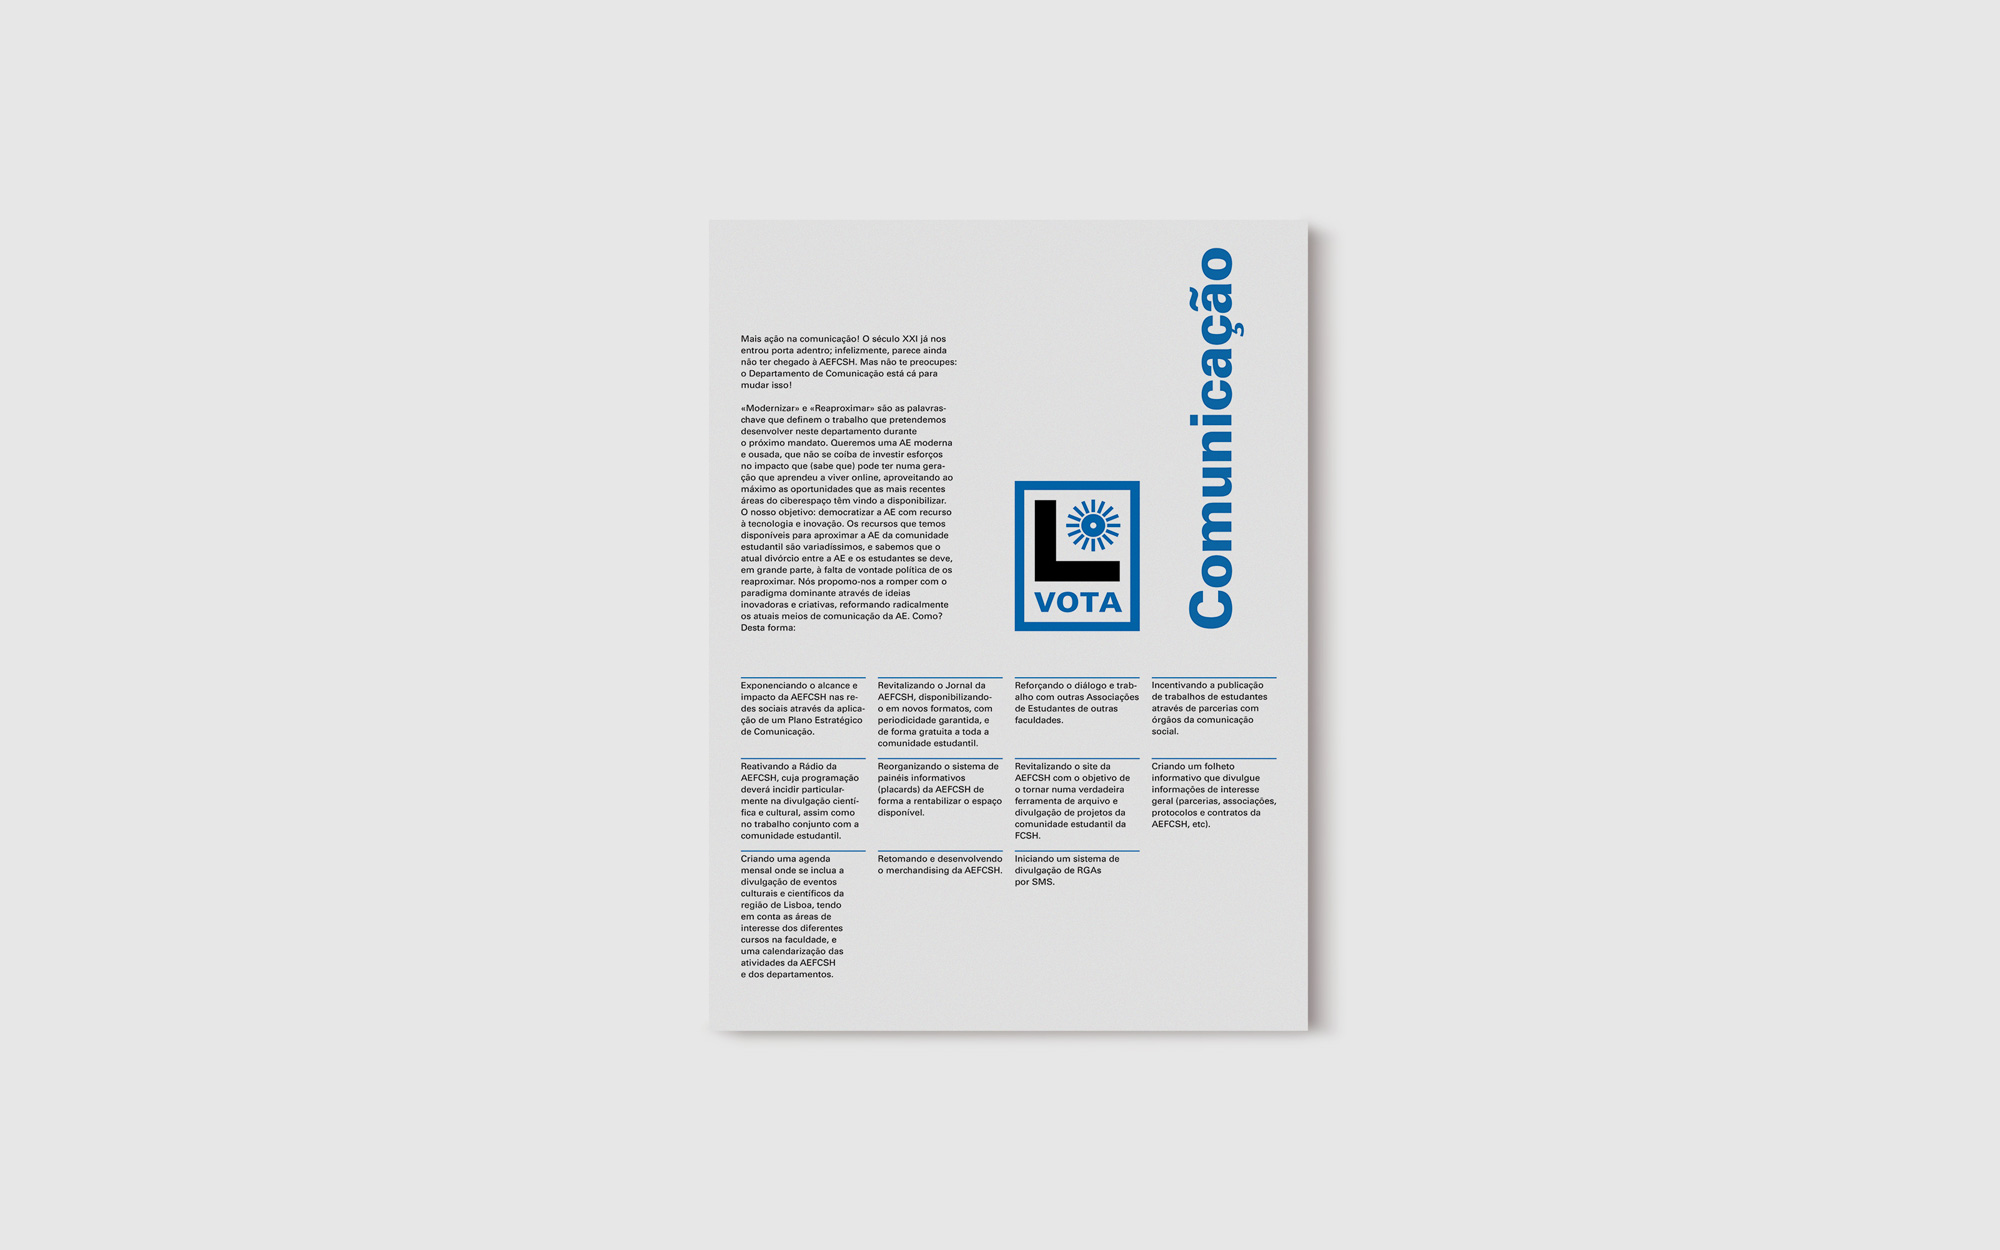 Comunicação
Mais ação na comunicação! O século XXI já nos
entrou porta adentro; infelizmente, parece ainda
não ter chegado à AEFCSH. Mas não te preocupes:
o Departamento de Comunicação está cá para
mudar isso!
«Modernizar» e «Reaproximar» são as palavras-
chave que definem o trabalho que pretendemos
desenvolver neste departamento durante
o próximo mandato. Queremos uma AE moderna
e ousada, que não se coíba de investir esforços
no impacto que (sabe que) pode ter numa gera-
ção que aprendeu a viver online, aproveitando ao
máximo as oportunidades que as mais recentes
áreas do ciberespaço têm vindo a disponibilizar.
O nosso objetivo: democratizar a AE com recurso
à tecnologia e inovação. Os recursos que temos
disponíveis para aproximar a AE da comunidade
estudantil são variadíssimos, e sabemos que o
atual divórcio entre a AE e os estudantes se deve,
em grande parte, à falta de vontade política de os
reaproximar. Nós propomo-nos a romper com o
paradigma dominante através de ideias
inovadoras e criativas, reformando radicalmente
os atuais meios de comunicação da AE. Como?
Desta forma:
L
VOTA
Exponenciando o alcance e
impacto da AEFCSH nas re-
des sociais através da aplica-
ção de um Plano Estratégico
de Comunicação.
Revitalizando o Jornal da
AEFCSH, disponibilizando-
o em novos formatos, com
periodicidade garantida, e
de forma gratuita a toda a
comunidade estudantil.
Reforçando o diálogo e trab-
alho com outras Associações
de Estudantes de outras
faculdades.
Incentivando a publicação
de trabalhos de estudantes
através de parcerias com
órgãos da comunicação
social.
Reativando a Rádio da
AEFCSH, cuja programação
deverá incidir particular-
mente na divulgação cientí-
fica e cultural, assim como
no trabalho conjunto com a
comunidade estudantil.
Reorganizando o sistema de
painéis informativos
(placards) da AEFCSH de
forma a rentabilizar o espaço
disponível.
Revitalizando o site da
AEFCSH com o objetivo de
o tornar numa verdadeira
ferramenta de arquivo e
divulgação de projetos da
comunidade estudantil da
FCSH.
Criando um folheto
informativo que divulgue
informações de interesse
geral (parcerias, associações,
protocolos e contratos da
AEFCSH, etc).
Criando uma agenda
mensal onde se inclua a
divulgação de eventos
culturais e científicos da
região de Lisboa, tendo
em conta as áreas de
interesse dos diferentes
cursos na faculdade, e
uma calendarização das
atividades da AEFCSH
e dos departamentos.
Retomando e desenvolvendo
o merchandising da AEFCSH.
Iniciando um sistema de
divulgação de RGAs
por SMS.